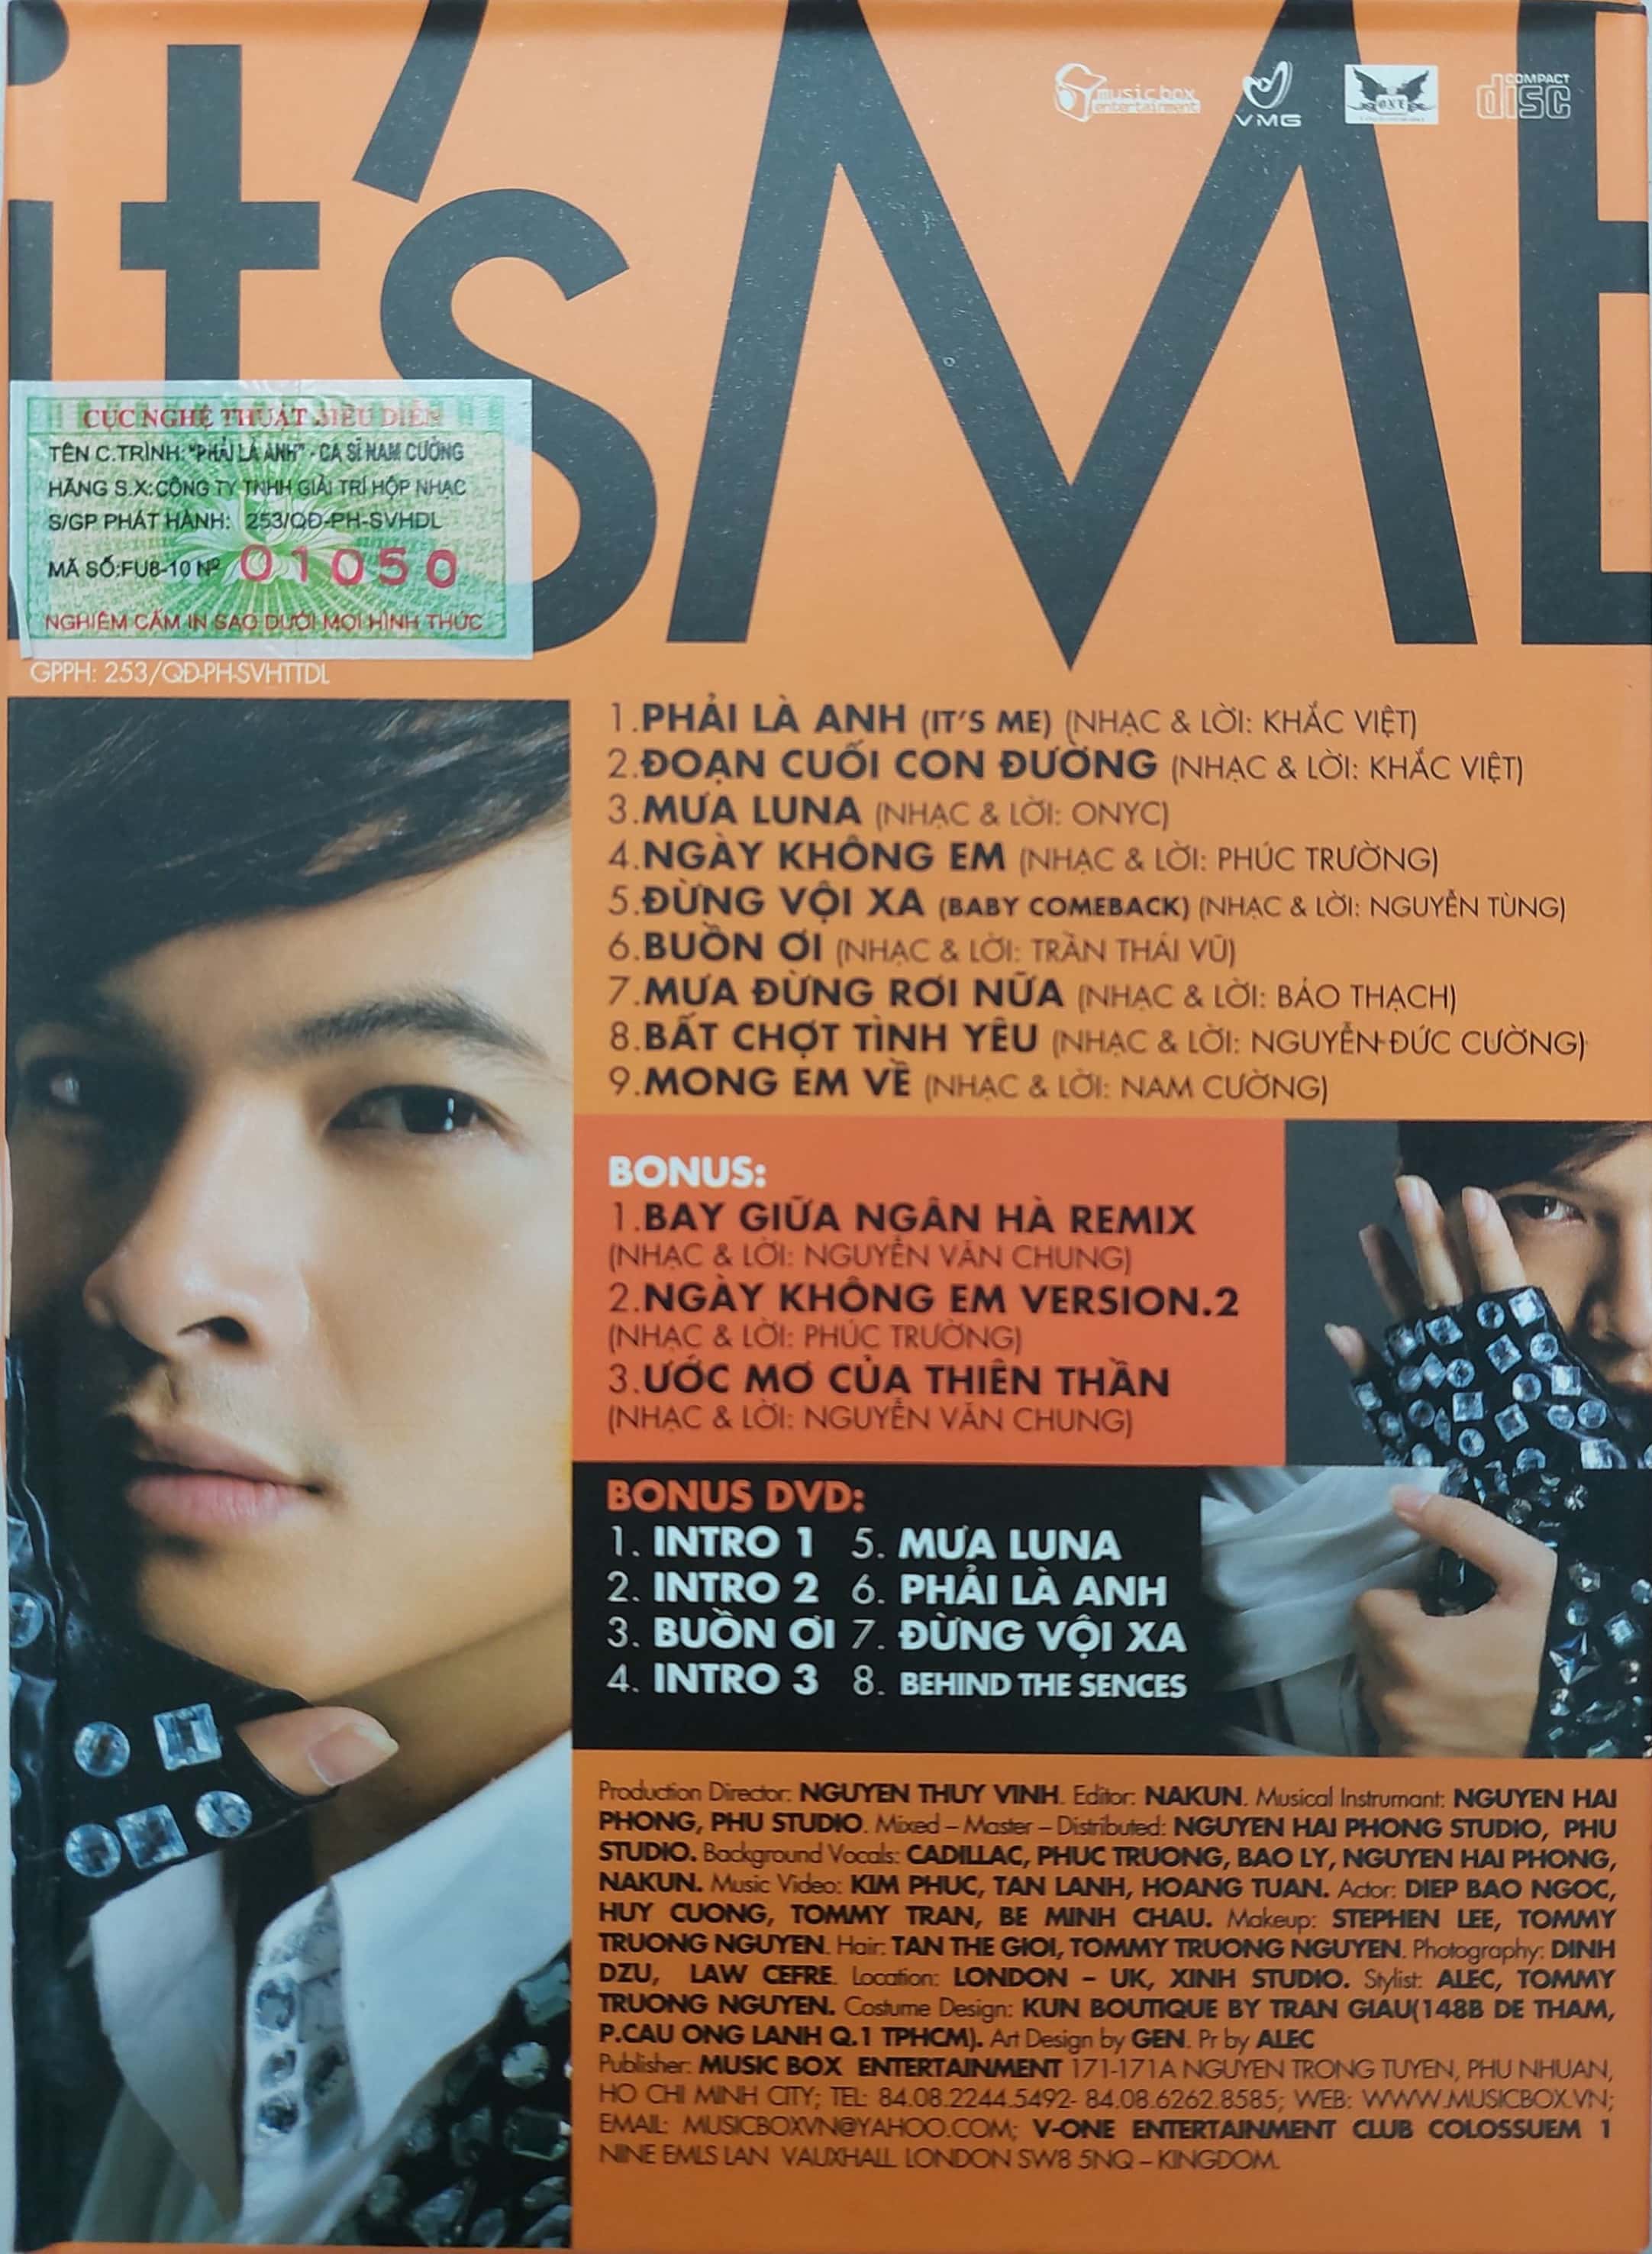 it's ME
music box
entertainment
VMG
COMPACT
disc
CỤC NGHỆ THUẬT BIỂU DIỄN
TÊN C.TRÌNH: "PHẢI LÀ ANH" - CA SĨ NAM CƯỜNG
HÃNG S.X: CÔNG TY TNHH GIẢI TRÍ HỘP NHẠC
S/GP PHÁT HÀNH: 253/QĐ-PH-SVHDL
MÃ SỐ:FU8-10 Nº 01050
NGHIÊM CẤM IN SAO DƯỚI MỌI HÌNH THỨC
GPPH: 253/QĐ-PH-SVHTTDL
1.PHẢI LÀ ANH (IT'S ME) (NHẠC & LỜI: KHẮC VIỆT)
2.ĐOẠN CUỐI CON ĐƯỜNG (NHẠC & LỜI: KHẮC VIỆT)
3.MƯA LUNA (NHẠC & LỜI: ONYC)
4.NGÀY KHÔNG EM (NHẠC & LỜI: PHÚC TRƯỜNG)
5.ĐỪNG VỘI XA (BABY COMEBACK) (NHẠC & LỜI: NGUYỄN TÙNG)
6.BUỒN ƠI (NHẠC & LỜI: TRẦN THÁI VŨ)
7.MƯA ĐỪNG RƠI NỮA (NHẠC & LỜI: BẢO THẠCH)
8.BẤT CHỢT TÌNH YÊU (NHẠC & LỜI: NGUYỄN ĐỨC CƯỜNG)
9.MONG EM VỀ (NHẠC & LỜI: NAM CƯỜNG)
BONUS:
1.BAY GIỮA NGÂN HÀ REMIX
(NHẠC & LỜI: NGUYỄN VĂN CHUNG)
2.NGÀY KHÔNG EM VERSION.2
(NHẠC & LỜI: PHÚC TRƯỜNG)
3.ƯỚC MƠ CỦA THIÊN THẦN
(NHẠC & LỜI: NGUYỄN VĂN CHUNG)
BONUS DVD:
1. INTRO 1 5. MƯA LUNA
2. INTRO 2 6. PHẢI LÀ ANH
3. BUỒN ƠI 7. ĐỪNG VỘI XA
4. INTRO 3 8. BEHIND THE SENCES
Production Director: NGUYEN THUY VINH. Editor: NAKUN. Musical Instrumant: NGUYEN HAI
PHONG, PHU STUDIO. Mixed – Master – Distributed: NGUYEN HAI PHONG STUDIO, PHU
STUDIO. Background Vocals: CADILLAC, PHUC TRUONG, BAO LY, NGUYEN HAI PHONG,
NAKUN. Music Video: KIM PHUC, TAN LANH, HOANG TUAN. Actor: DIEP BAO NGOC,
HUY CUONG, TOMMY TRAN, BE MINH CHAU. Makeup: STEPHEN LEE, TOMMY
TRUONG NGUYEN. Hair: TAN THE GIOI, TOMMY TRUONG NGUYEN. Photography: DINH
DZU, LAW CEFRE. Location: LONDON – UK, XINH STUDIO. Stylist: ALEC, TOMMY
TRUONG NGUYEN. Costume Design: KUN BOUTIQUE BY TRAN GIAU(148B DE THAM,
P.CAU ONG LANH Q.1 TPHCM). Art Design by GEN. Pr by ALEC
Publisher: MUSIC BOX ENTERTAINMENT 171-171A NGUYEN TRONG TUYEN, PHU NHUAN,
HO CHI MINH CITY; TEL: 84.08.2244.5492- 84.08.6262.8585; WEB: WWW.MUSICBOX.VN;
EMAIL: MUSICBOXVN@YAHOO.COM; V-ONE ENTERTAINMENT CLUB COLOSSUEM 1
NINE EMLS LAN VAUXHALL LONDON SW8 5NQ – KINGDOM.